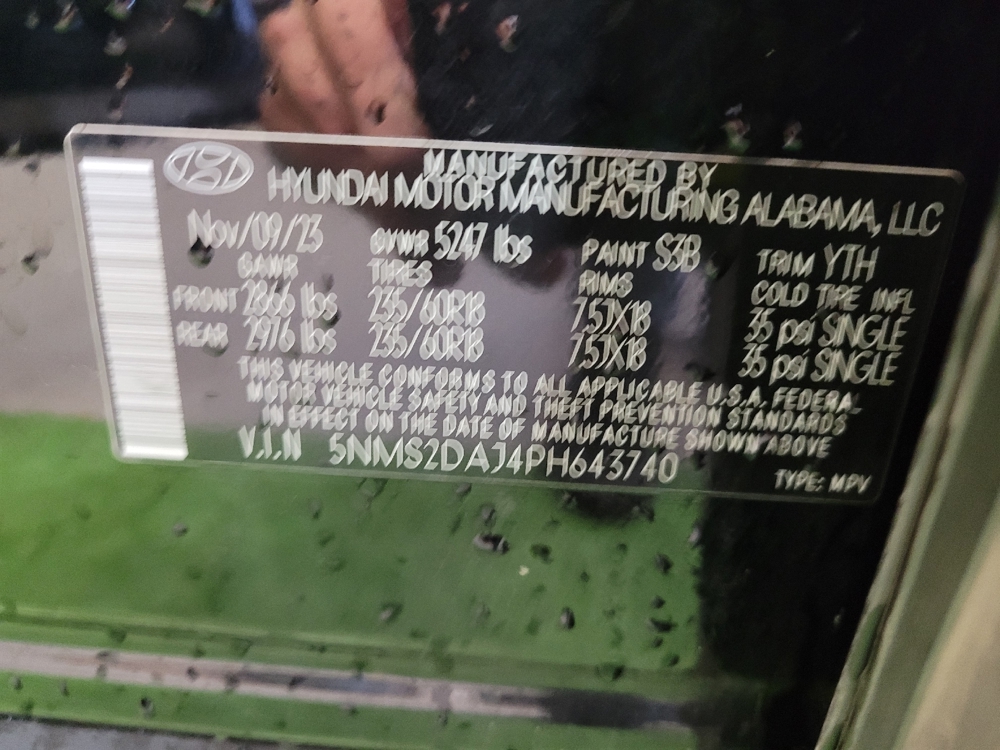 MANUFACTURED BY
HYUNDAI MOTOR MANUFACTURING ALABAMA, LLC
Nov/09/23 GVWR 5247 lbs PAINT S3B TRIM YTH
GAWR TIRES RIMS COLD TIRE INFL
FRONT 2866 lbs 235/60R18 7.5JX18 35 psi SINGLE
REAR 2976 lbs 235/60R18 7.5JX18 35 psi SINGLE
THIS VEHICLE CONFORMS TO ALL APPLICABLE U.S.A. FEDERAL
MOTOR VEHICLE SAFETY AND THEFT PREVENTION STANDARDS
IN EFFECT ON THE DATE OF MANUFACTURE SHOWN ABOVE
V.I.N 5NMS2DAJ4PH643740 TYPE: MPV